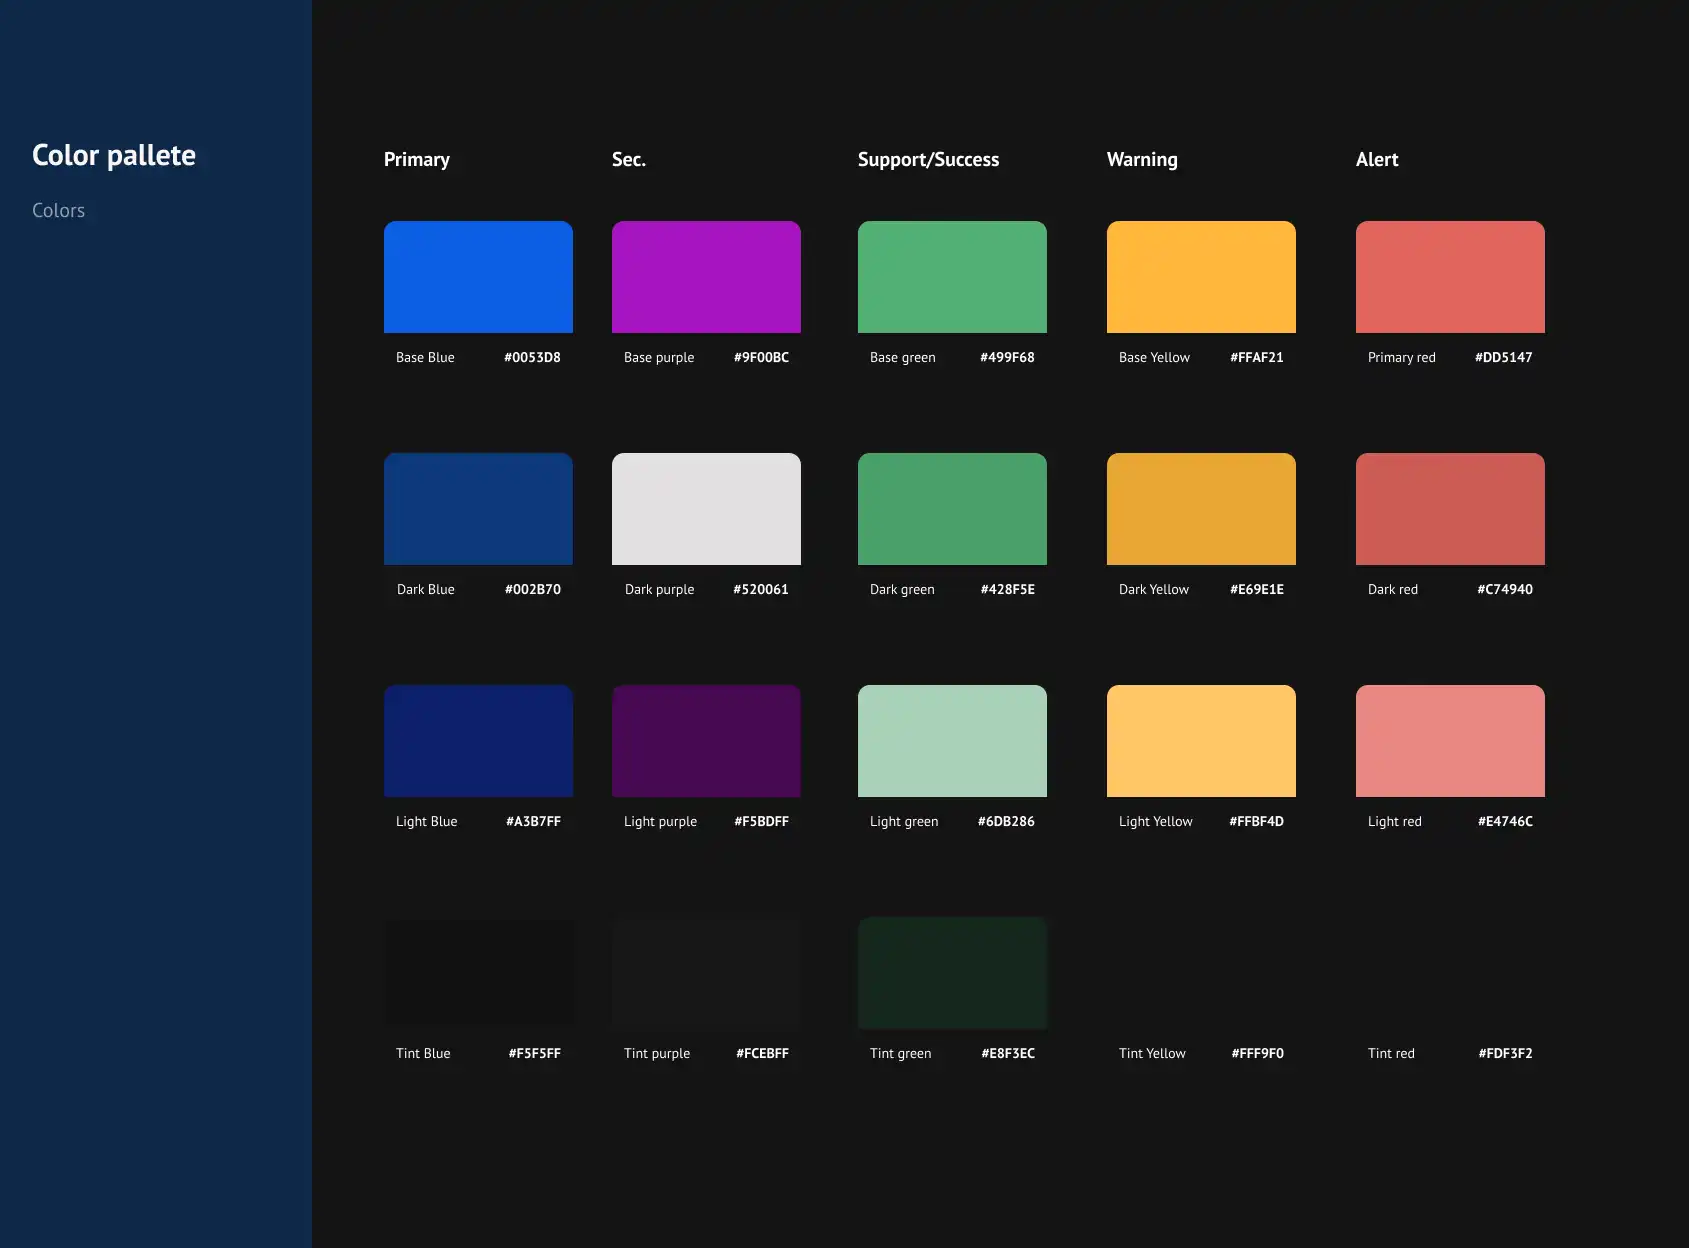 Color pallete
Colors
Primary Sec. Support/Success Warning Alert
Base Blue #0053D8 Base purple #9F00BC Base green #499F68 Base Yellow #FFAF21 Primary red #DD5147
Dark Blue #002B70 Dark purple #520061 Dark green #428F5E Dark Yellow #E69E1E Dark red #C74940
Light Blue #A3B7FF Light purple #F5BDFF Light green #6DB286 Light Yellow #FFBF4D Light red #E4746C
Tint Blue #F5F5FF Tint purple #FCEBFF Tint green #E8F3EC Tint Yellow #FFF9F0 Tint red #FDF3F2